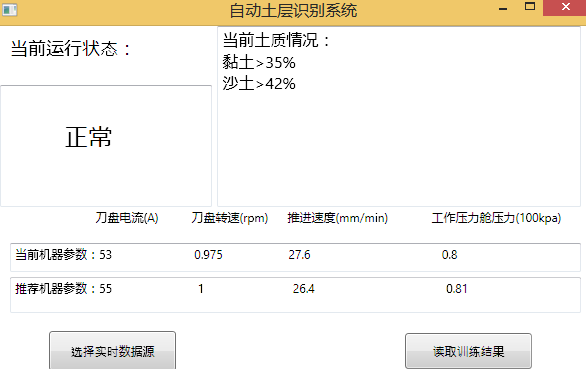 自动土层识别系统
当前运行状态：
正常
当前土质情况：
黏土>35%
沙土>42%
刀盘电流(A) 刀盘转速(rpm) 推进速度(mm/min) 工作压力舱压力(100kpa)
当前机器参数：53 0.975 27.6 0.8
推荐机器参数：55 1 26.4 0.81
选择实时数据源 读取训练结果